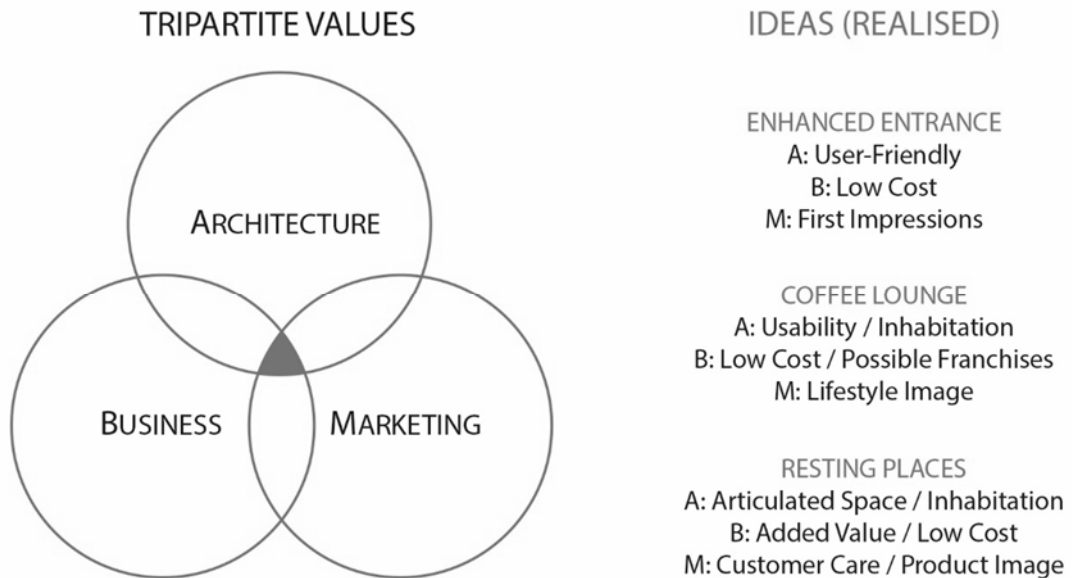 TRIPARTITE VALUES
ARCHITECTURE
BUSINESS
MARKETING
IDEAS (REALISED)
ENHANCED ENTRANCE
A: User-Friendly
B: Low Cost
M: First Impressions
COFFEE LOUNGE
A: Usability / Inhabitation
B: Low Cost / Possible Franchises
M: Lifestyle Image
RESTING PLACES
A: Articulated Space / Inhabitation
B: Added Value / Low Cost
M: Customer Care / Product Image